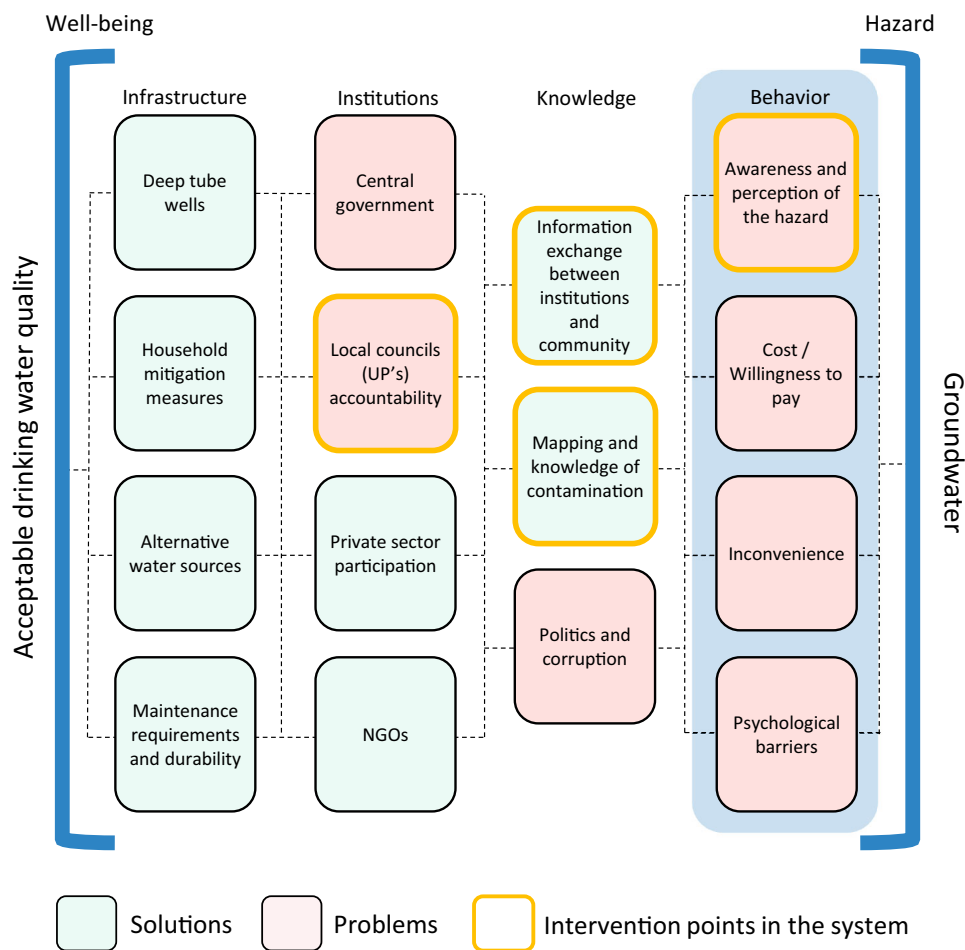 Well-being
Hazard
Acceptable drinking water quality
Infrastructure
Deep tube
wells
Household
mitigation
measures
Alternative
water sources
Maintenance
requirements
and durability
Institutions
Central
government
Local councils
(UP's)
accountability
Private sector
participation
NGOs
Knowledge
Information
exchange
between
institutions
and
community
Mapping and
knowledge of
contamination
Politics and
corruption
Behavior
Awareness and
perception of
the hazard
Cost /
Willingness to
pay
Inconvenience
Psychological
barriers
Groundwater
Solutions
Problems
Intervention points in the system